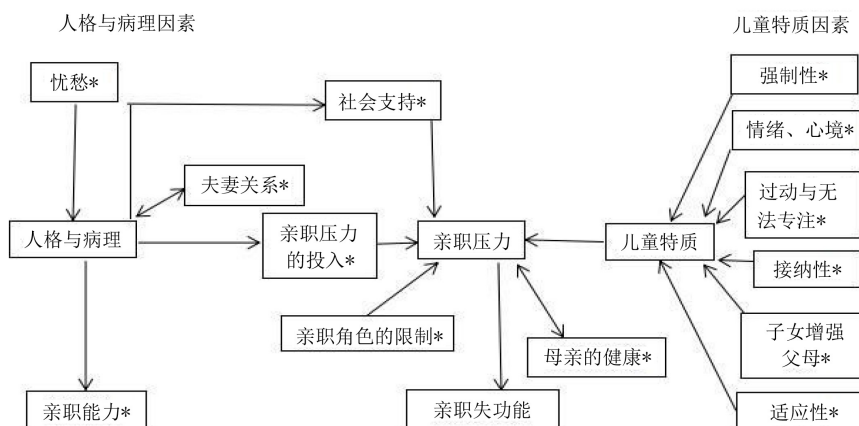 人格与病理因素
儿童特质因素
忧愁*
社会支持*
强制性*
情绪、心境*
夫妻关系*
过动与无
法专注*
人格与病理
亲职压力
的投入*
亲职压力
儿童特质
接纳性*
亲职角色的限制*
母亲的健康*
子女增强
父母*
亲职能力*
亲职失功能
适应性*